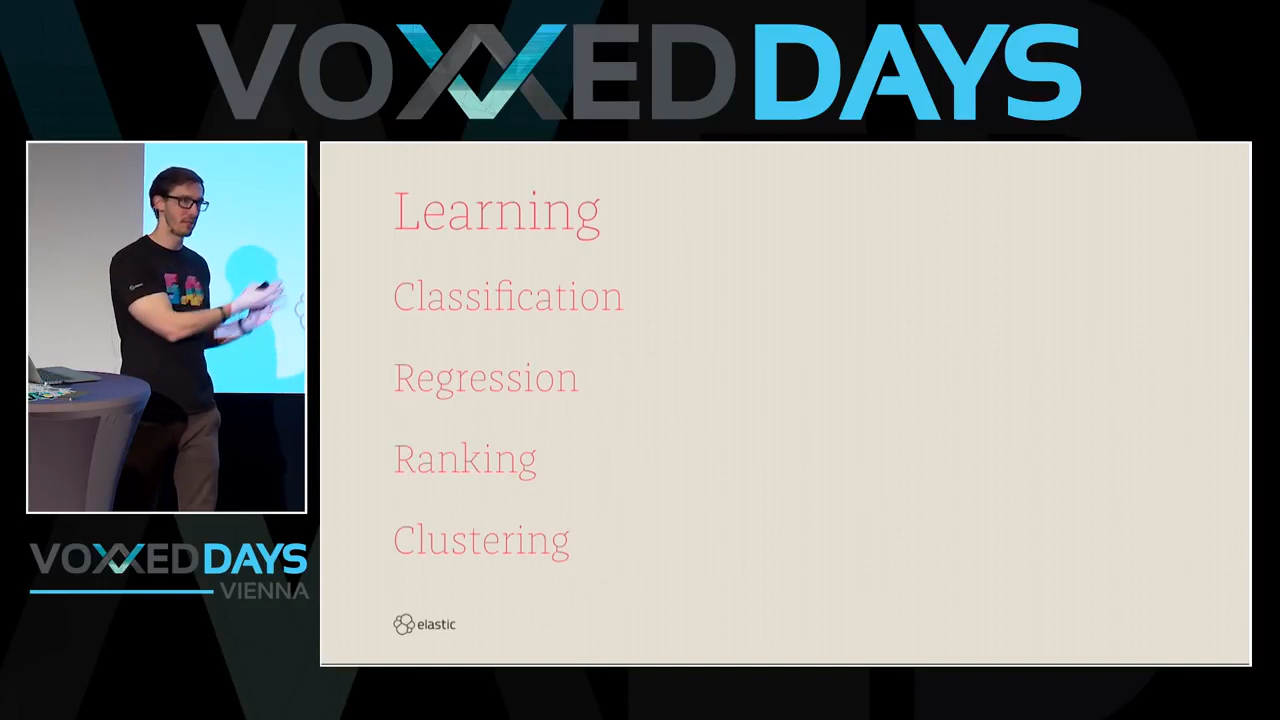 VOXXED DAYS
Learning
Classification
Regression
Ranking
Clustering
elastic
VOXXED DAYS
VIENNA